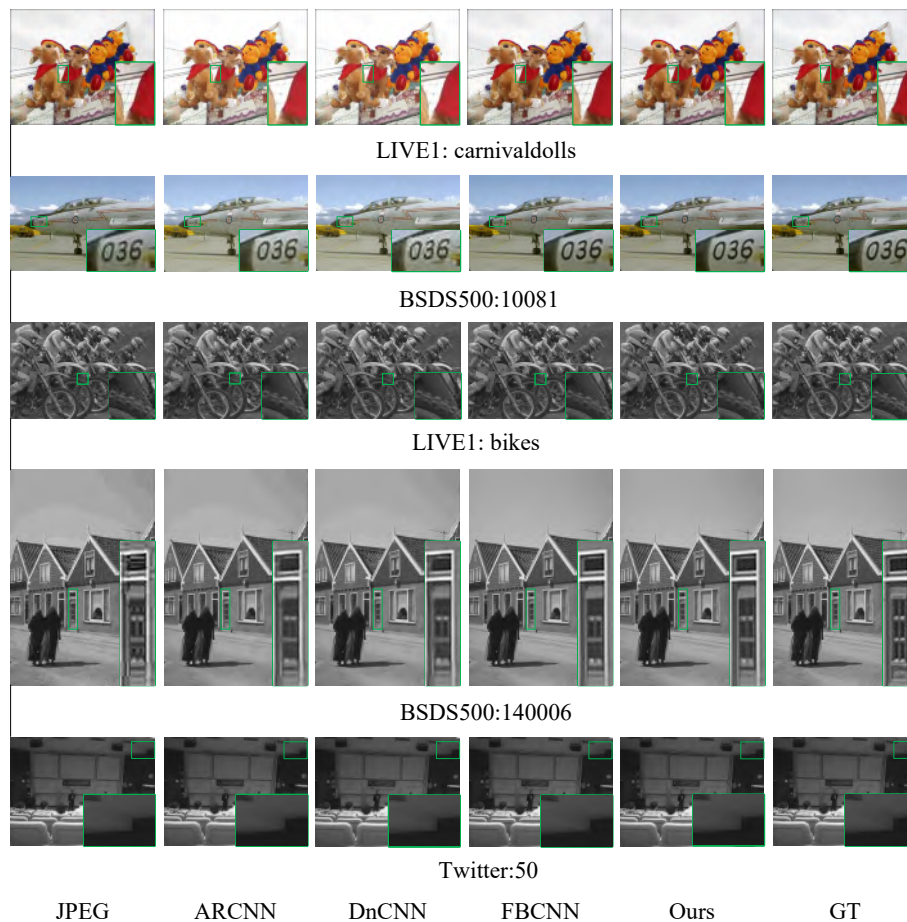 LIVE1: carnivaldolls
036 036 036 036 036 036
BSDS500:10081
LIVE1: bikes
BSDS500:140006
Twitter:50
JPEG ARCNN DnCNN FBCNN Ours GT